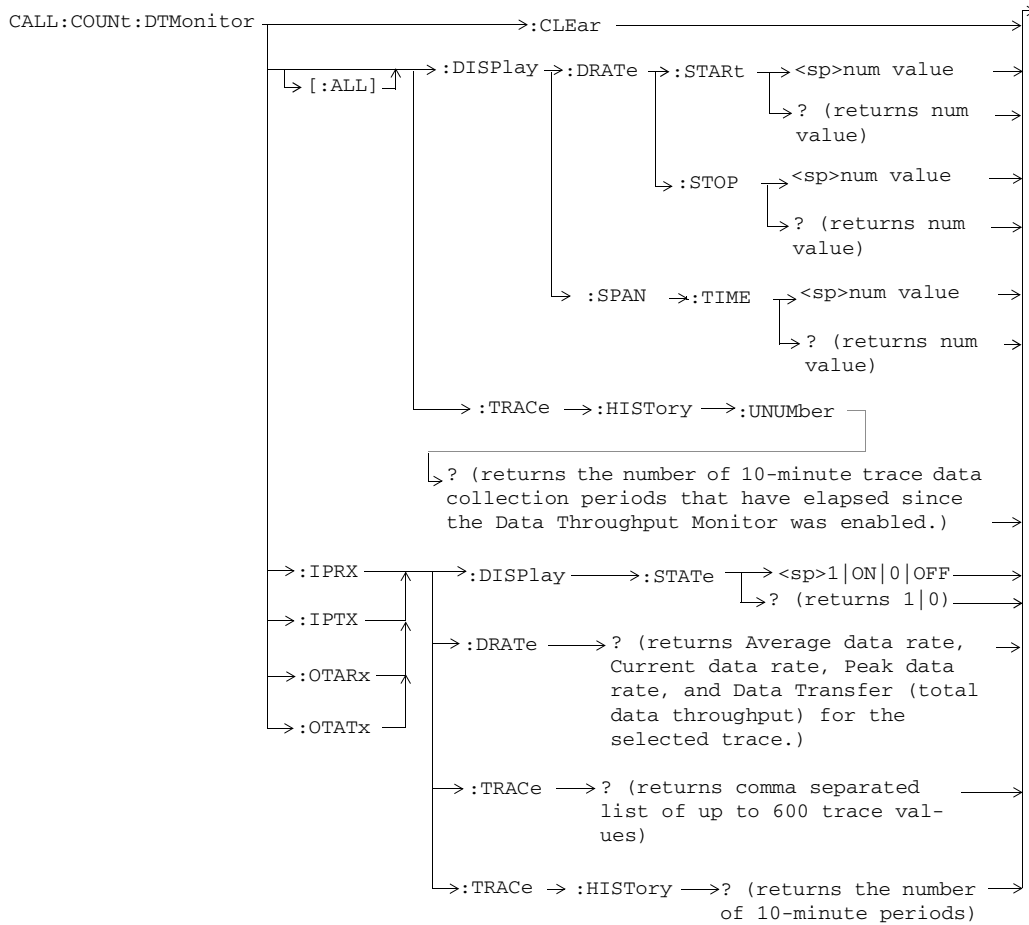 CALL:COUNt:DTMonitor :CLEar
[:ALL] :DISPlay :DRATe :STARt <sp>num value
? (returns num
value)
:STOP <sp>num value
? (returns num
value)
:SPAN :TIME <sp>num value
? (returns num
value)
:TRACe :HISTory :UNUMber
? (returns the number of 10-minute trace data
collection periods that have elapsed since
the Data Throughput Monitor was enabled.)
:IPRX :DISPlay :STATe <sp>1|ON|0|OFF
? (returns 1|0)
:IPTX
:OTARx
:OTATx
:DRATe ? (returns Average data rate,
Current data rate, Peak data
rate, and Data Transfer (total
data throughput) for the
selected trace.)
:TRACe ? (returns comma separated
list of up to 600 trace val-
ues)
:TRACe :HISTory ? (returns the number
of 10-minute periods)